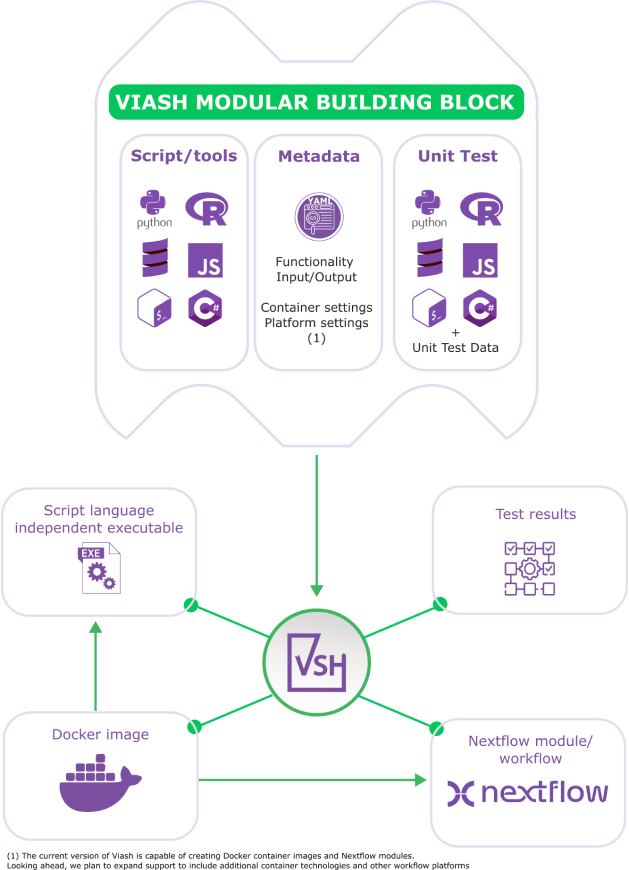 VIASH MODULAR BUILDING BLOCK
Script/tools
python
R
JS
$_
C#
Metadata
YAML
Functionality
Input/Output
Container settings
Platform settings
(1)
Unit Test
python
R
JS
$_
C#
+
Unit Test Data
Script language
independent executable
EXE
Test results
VSH
Docker image
Nextflow module/
workflow
nextflow
(1) The current version of Viash is capable of creating Docker container images and Nextflow modules.
Looking ahead, we plan to expand support to include additional container technologies and other workflow platforms